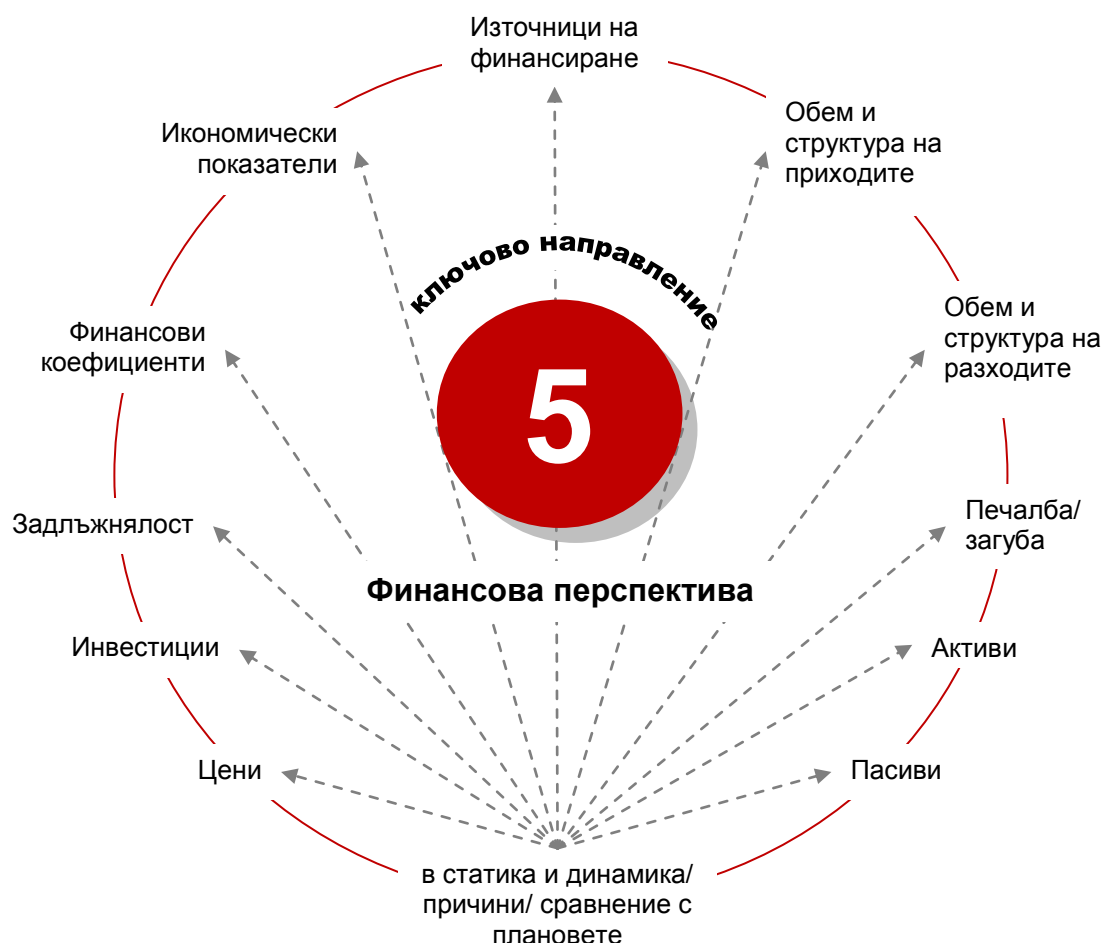 Източници на
финансиране
Икономически
показатели
Обем и
структура на
приходите
ключово направление
Финансови
коефициенти
5
Обем и
структура на
разходите
Задлъжнялост
Печалба/
загуба
Финансова перспектива
Инвестиции
Активи
Цени
Пасиви
в статика и динамика/
причини/ сравнение с
плановете